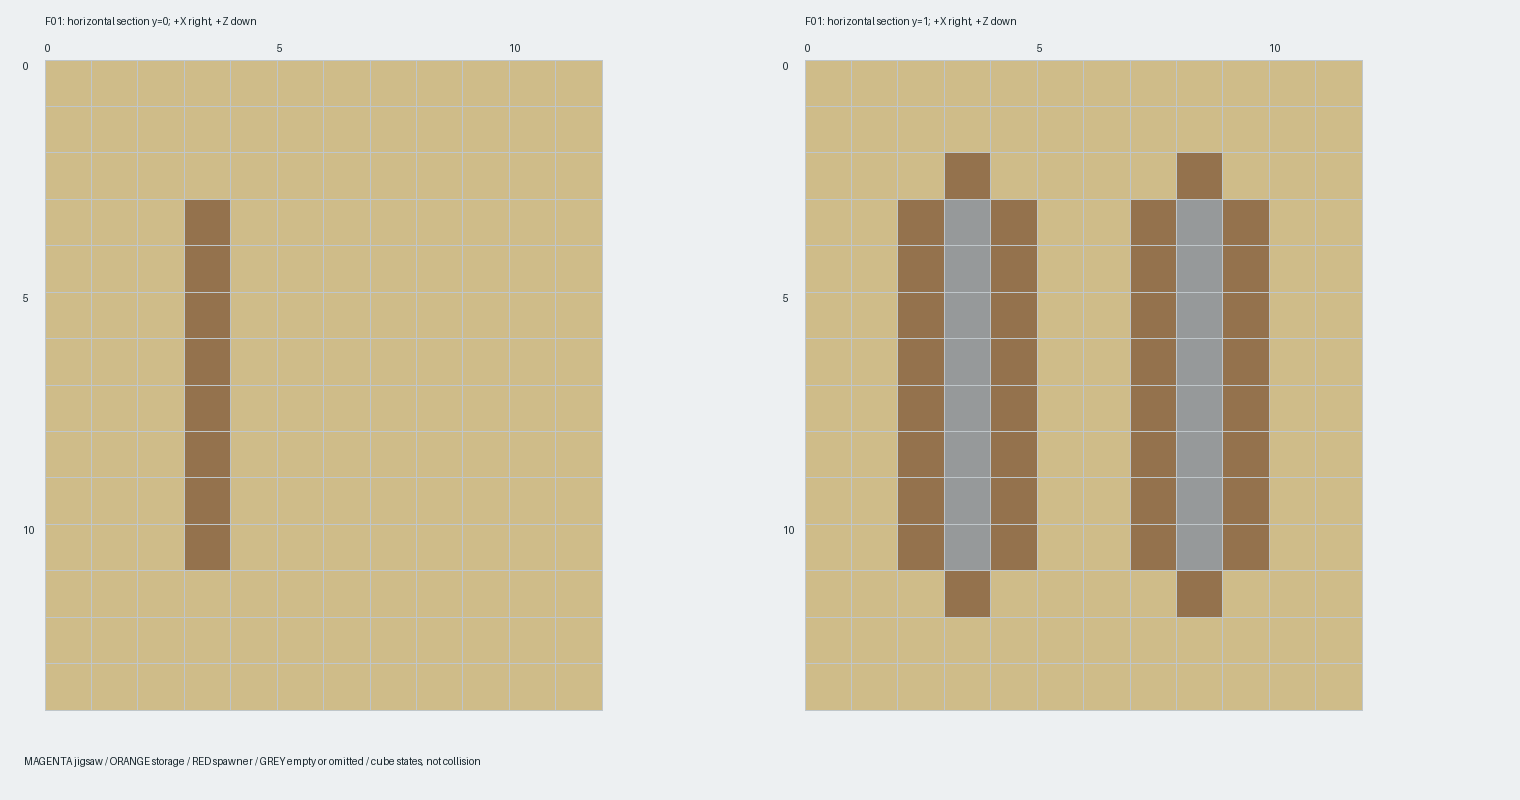 F01: horizontal section y=0; +X right, +Z down
F01: horizontal section y=1; +X right, +Z down
0 5 10
0 5 10
0
0
5
5
10
10
MAGENTA jigsaw / ORANGE storage / RED spawner / GREY empty or omitted / cube states, not collision